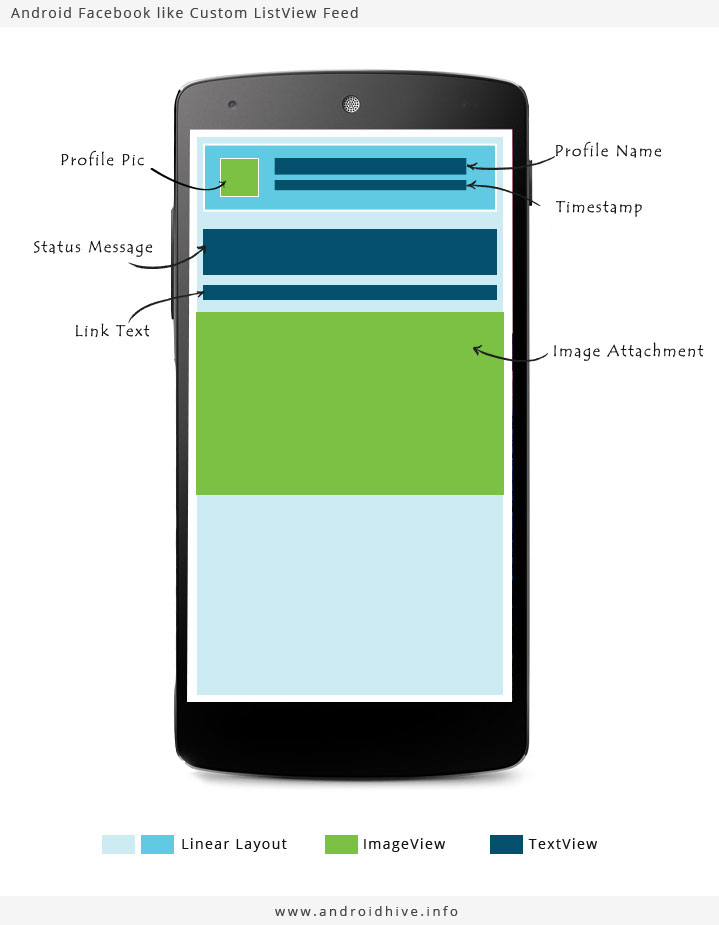 Android Facebook like Custom ListView Feed
Profile Pic
Profile Name
Timestamp
Status Message
Link Text
Image Attachment
Linear Layout
ImageView
TextView
www.androidhive.info